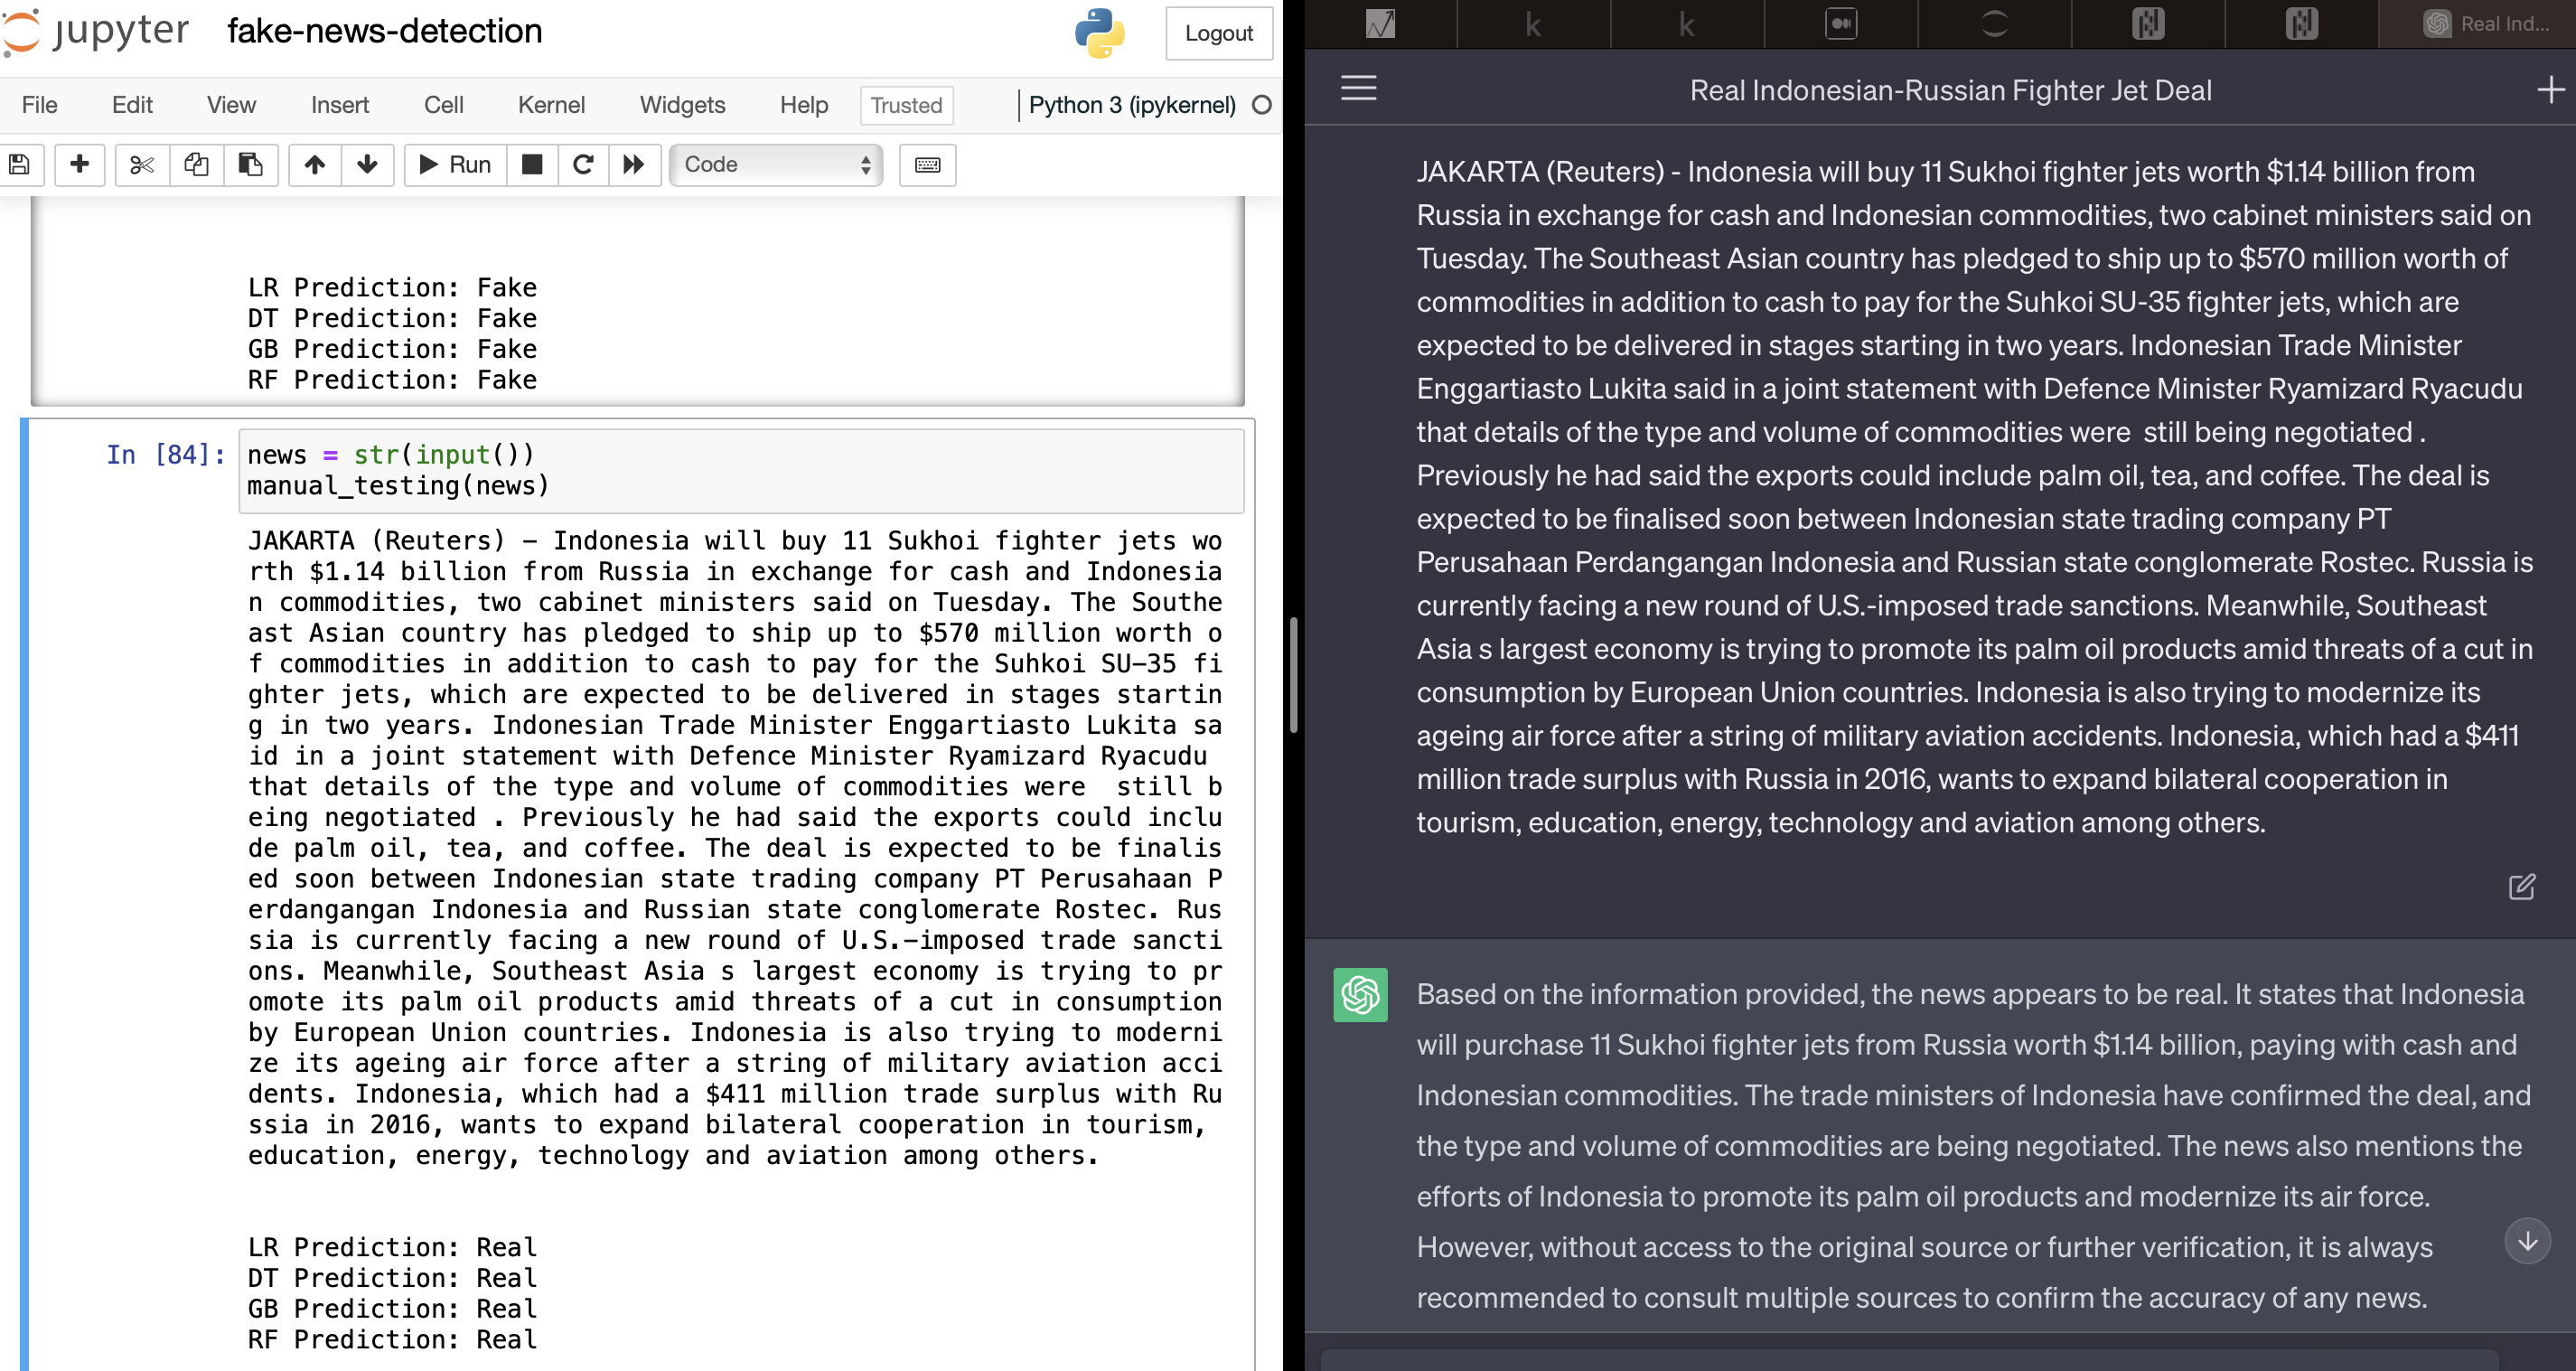 jupyter fake-news-detection
Logout
File Edit View Insert Cell Kernel Widgets Help Trusted Python 3 (ipykernel)
Run Code
LR Prediction: Fake
DT Prediction: Fake
GB Prediction: Fake
RF Prediction: Fake
In [84]: news = str(input())
manual_testing(news)
JAKARTA (Reuters) – Indonesia will buy 11 Sukhoi fighter jets wo
rth $1.14 billion from Russia in exchange for cash and Indonesia
n commodities, two cabinet ministers said on Tuesday. The Southe
ast Asian country has pledged to ship up to $570 million worth o
f commodities in addition to cash to pay for the Suhkoi SU–35 fi
ghter jets, which are expected to be delivered in stages startin
g in two years. Indonesian Trade Minister Enggartiasto Lukita sa
id in a joint statement with Defence Minister Ryamizard Ryacudu
that details of the type and volume of commodities were  still b
eing negotiated . Previously he had said the exports could inclu
de palm oil, tea, and coffee. The deal is expected to be finalis
ed soon between Indonesian state trading company PT Perusahaan P
erdangangan Indonesia and Russian state conglomerate Rostec. Rus
sia is currently facing a new round of U.S.–imposed trade sancti
ons. Meanwhile, Southeast Asia s largest economy is trying to pr
omote its palm oil products amid threats of a cut in consumption
by European Union countries. Indonesia is also trying to moderni
ze its ageing air force after a string of military aviation acci
dents. Indonesia, which had a $411 million trade surplus with Ru
ssia in 2016, wants to expand bilateral cooperation in tourism,
education, energy, technology and aviation among others.
LR Prediction: Real
DT Prediction: Real
GB Prediction: Real
RF Prediction: Real
k k Real Ind...
Real Indonesian-Russian Fighter Jet Deal
JAKARTA (Reuters) - Indonesia will buy 11 Sukhoi fighter jets worth $1.14 billion from
Russia in exchange for cash and Indonesian commodities, two cabinet ministers said on
Tuesday. The Southeast Asian country has pledged to ship up to $570 million worth of
commodities in addition to cash to pay for the Suhkoi SU-35 fighter jets, which are
expected to be delivered in stages starting in two years. Indonesian Trade Minister
Enggartiasto Lukita said in a joint statement with Defence Minister Ryamizard Ryacudu
that details of the type and volume of commodities were  still being negotiated .
Previously he had said the exports could include palm oil, tea, and coffee. The deal is
expected to be finalised soon between Indonesian state trading company PT
Perusahaan Perdangangan Indonesia and Russian state conglomerate Rostec. Russia is
currently facing a new round of U.S.-imposed trade sanctions. Meanwhile, Southeast
Asia s largest economy is trying to promote its palm oil products amid threats of a cut in
consumption by European Union countries. Indonesia is also trying to modernize its
ageing air force after a string of military aviation accidents. Indonesia, which had a $411
million trade surplus with Russia in 2016, wants to expand bilateral cooperation in
tourism, education, energy, technology and aviation among others.
Based on the information provided, the news appears to be real. It states that Indonesia
will purchase 11 Sukhoi fighter jets from Russia worth $1.14 billion, paying with cash and
Indonesian commodities. The trade ministers of Indonesia have confirmed the deal, and
the type and volume of commodities are being negotiated. The news also mentions the
efforts of Indonesia to promote its palm oil products and modernize its air force.
However, without access to the original source or further verification, it is always
recommended to consult multiple sources to confirm the accuracy of any news.